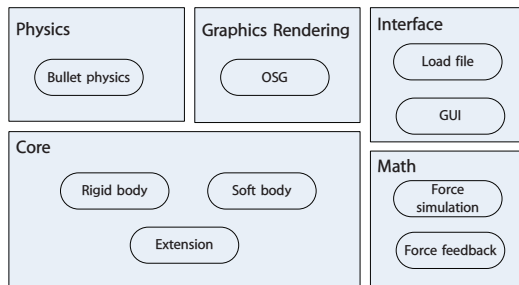 Physics
Bullet physics
Graphics Rendering
OSG
Interface
Load file
GUI
Core
Rigid body
Soft body
Extension
Math
Force
simulation
Force feedback